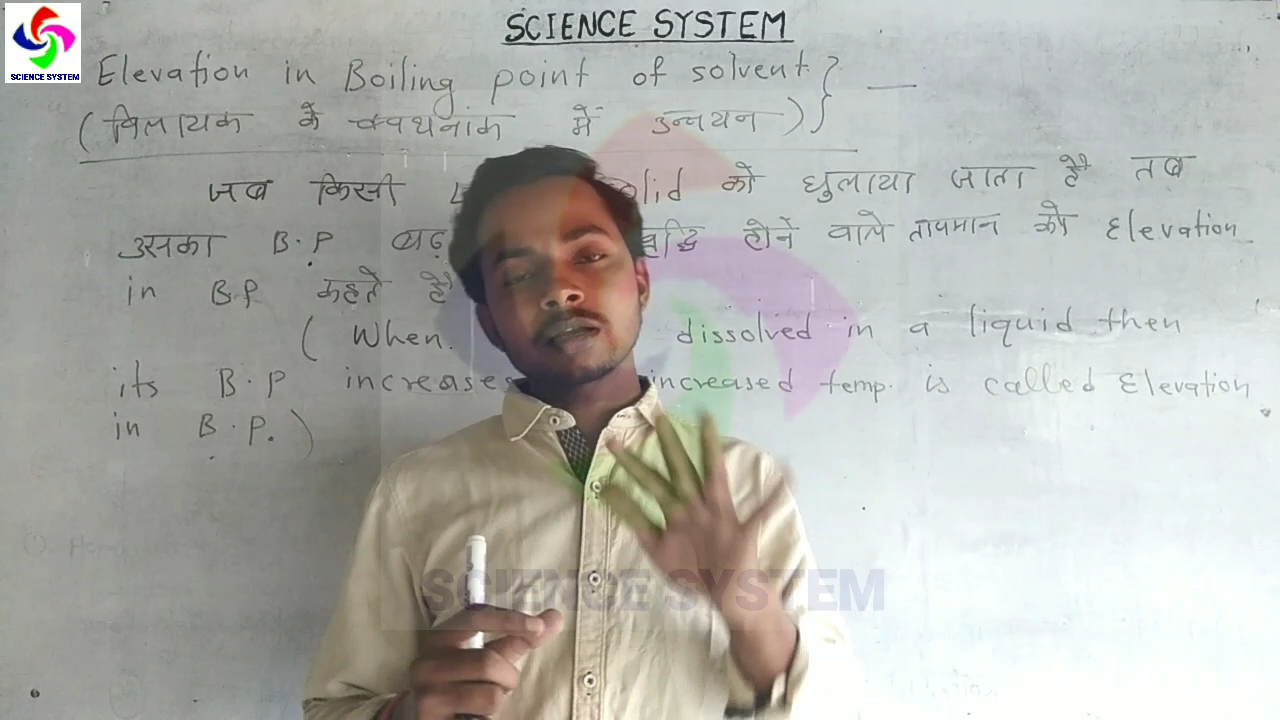 SCIENCE SYSTEM
SCIENCE SYSTEM
Elevation in Boiling point of solvent } —
(विलायक के क्वथनाक में उन्नयन)
जब किसी को घुलाया जाता है तब
उसका B.P बढ़ वृद्धि होने वाले तापमान को Elevation
in B.P कहते है
( When dissolved in a liquid then
its B.P increases increased temp. is called Elevation
in B.P. )
SCIENCE SYSTEM